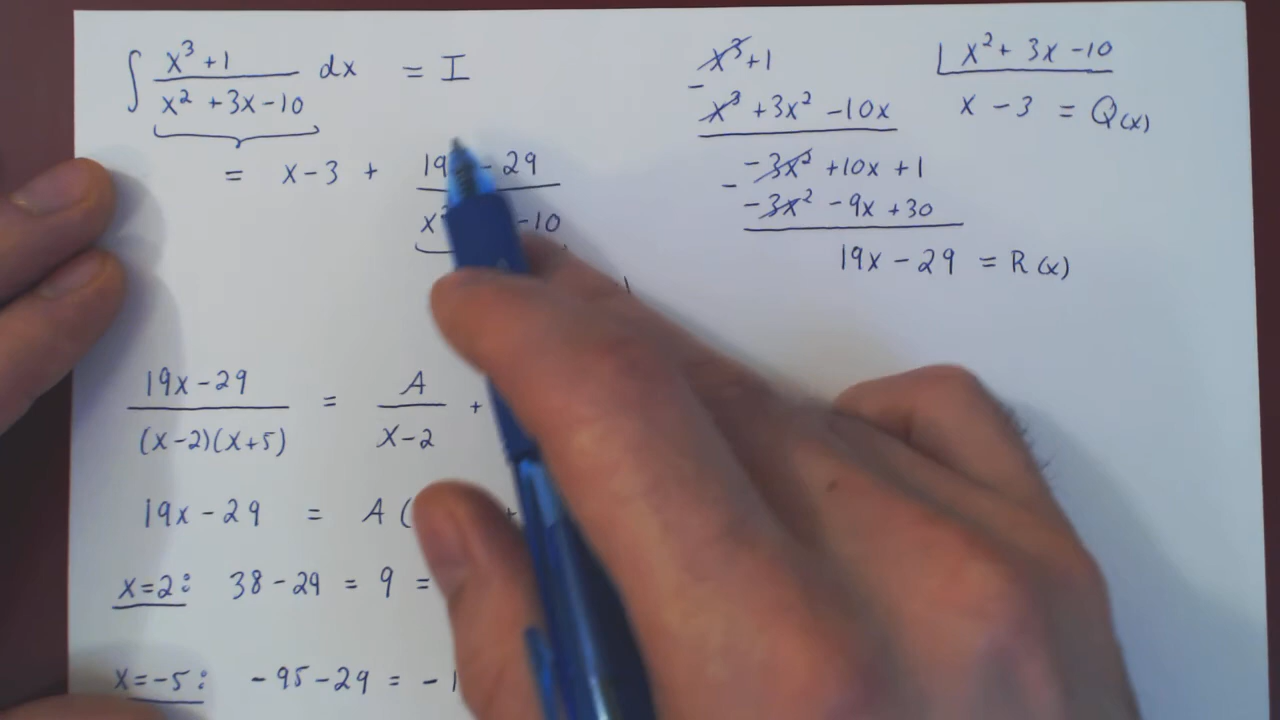 ∫ x³ + 1 / x² + 3x - 10 dx = I
= x - 3 + 19 - 29 / x - 10
x³ + 1 | x² + 3x - 10
- x³ + 3x² - 10x
x - 3 = Q(x)
- 3x² + 10x + 1
- - 3x² - 9x + 30
19x - 29 = R(x)
19x - 29 / (x-2)(x+5) = A / x - 2 +
19x - 29 = A (
x=2: 38 - 29 = 9 =
x=-5: - 95 - 29 = - 1